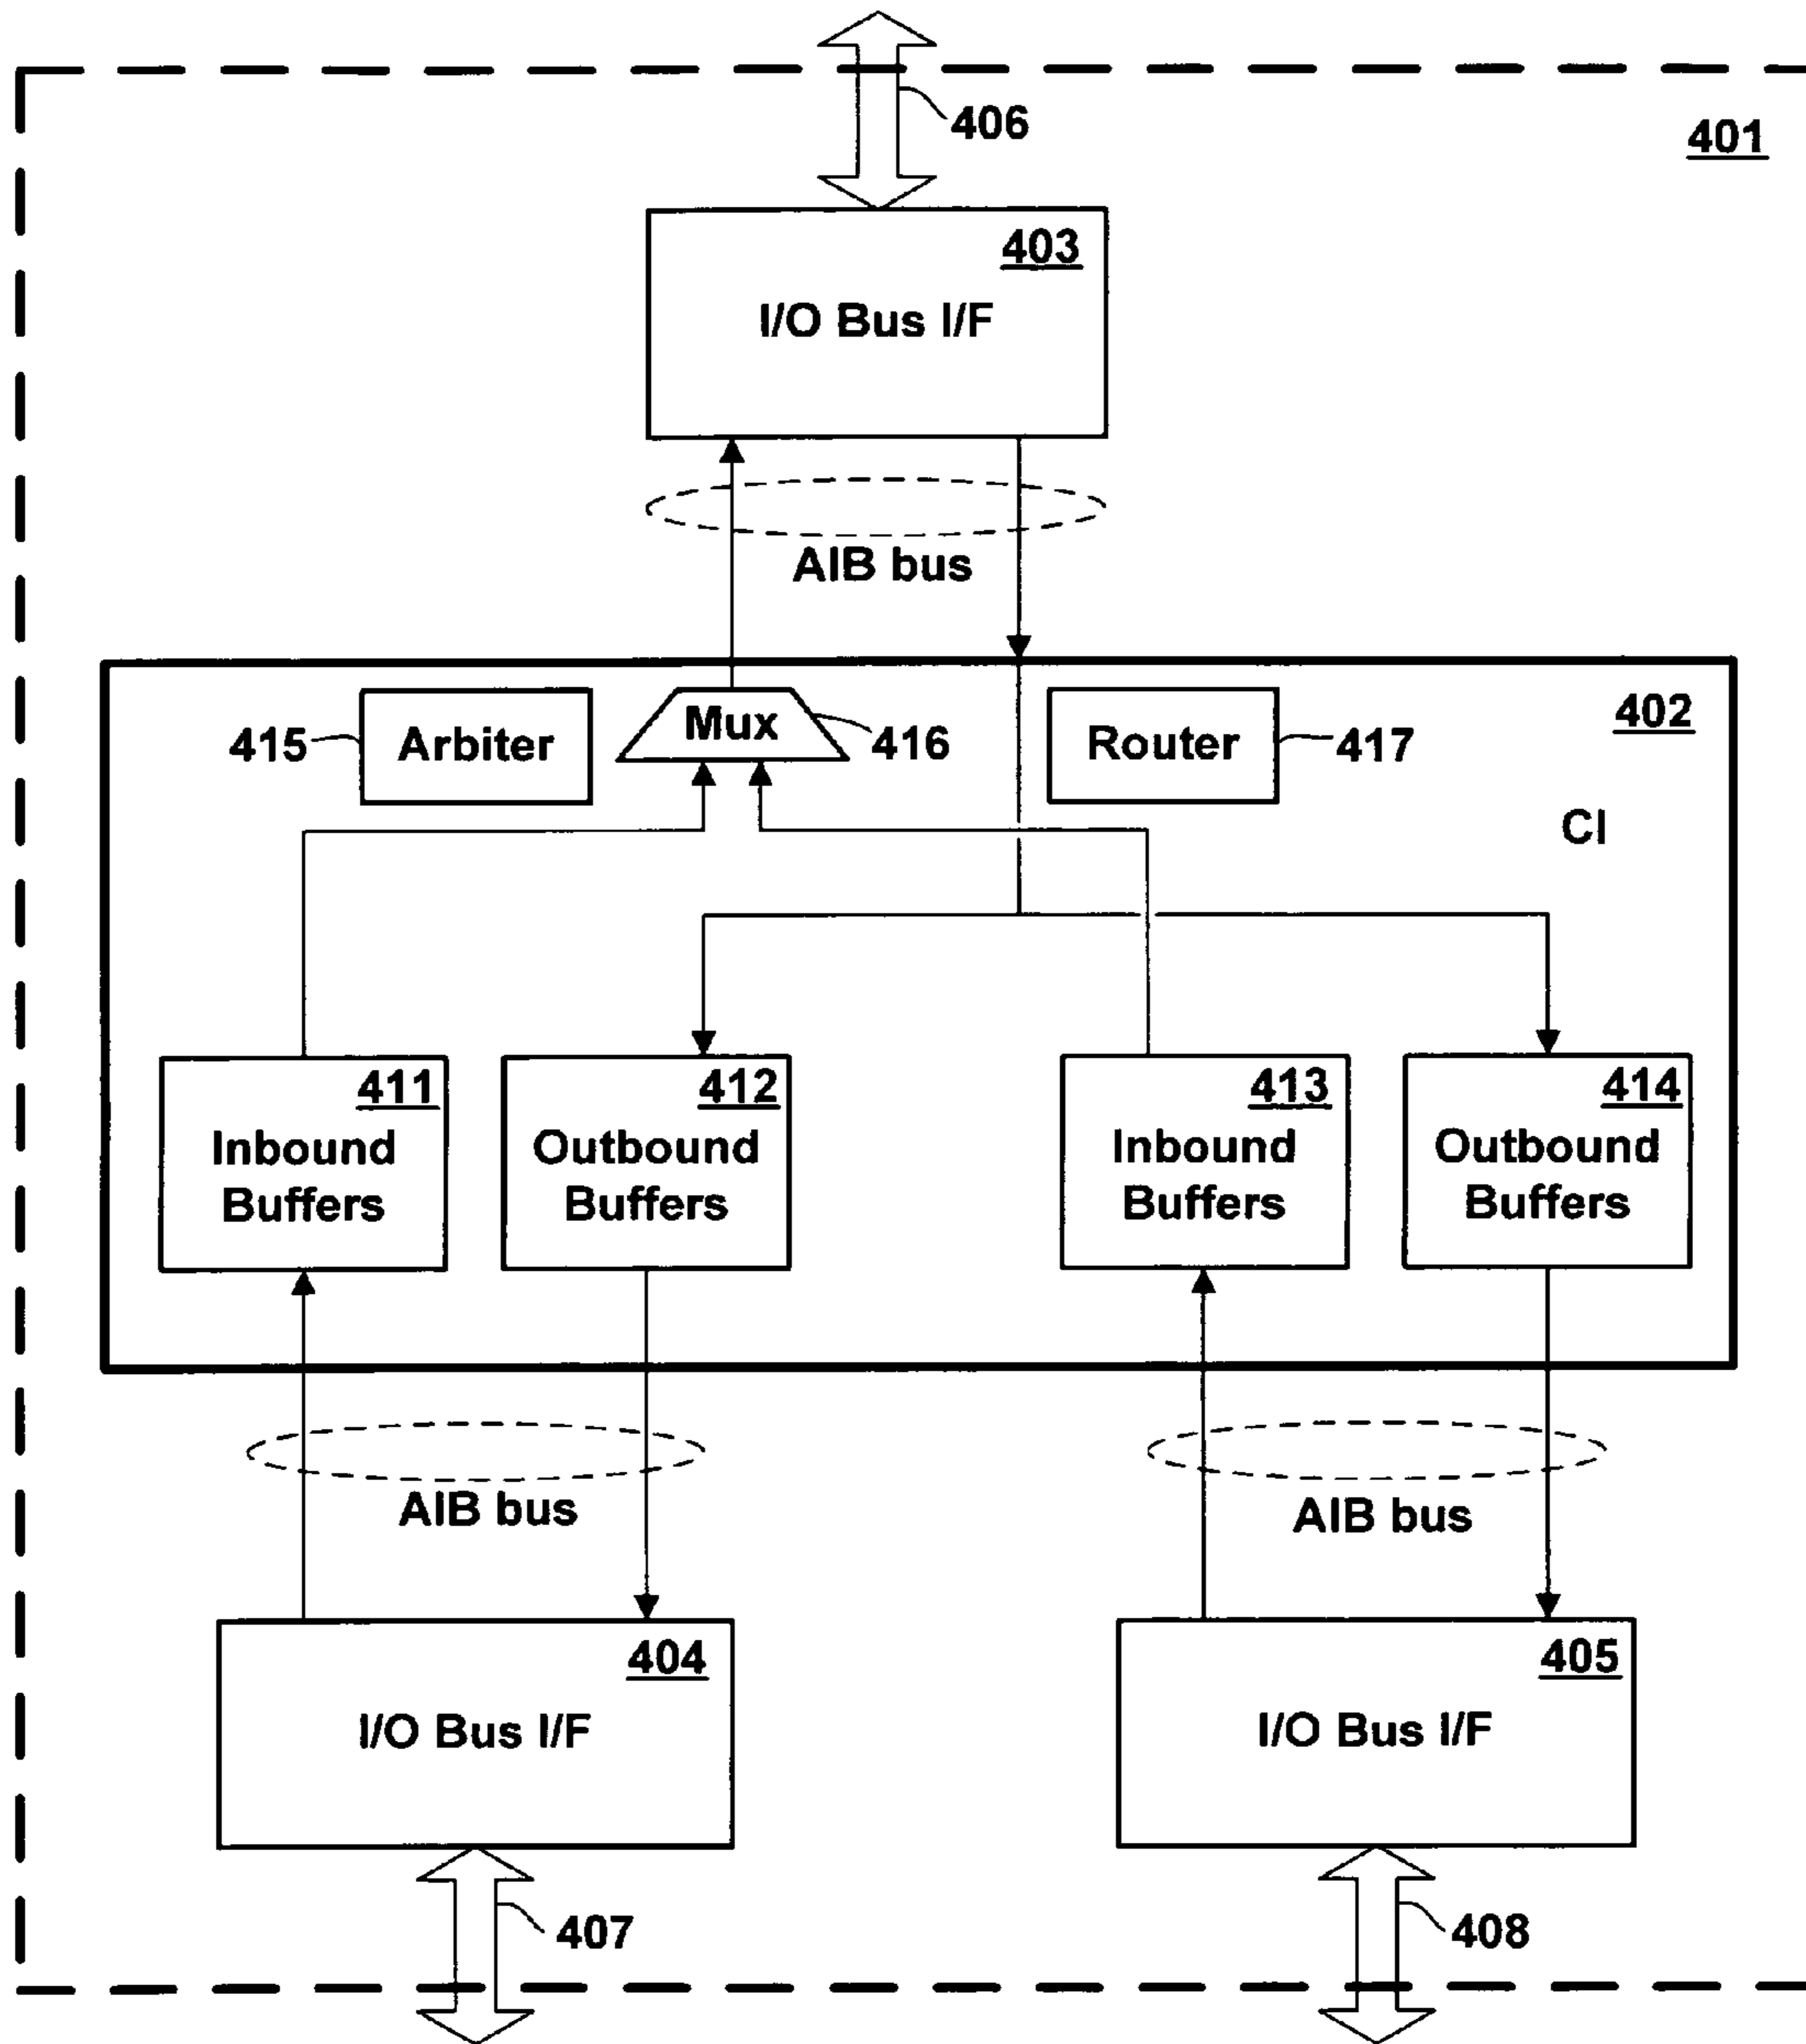 406
401
403
I/O Bus I/F
AIB bus
402
415
Arbiter
Mux
416
Router
417
CI
411
Inbound
Buffers
412
Outbound
Buffers
413
Inbound
Buffers
414
Outbound
Buffers
AIB bus
AIB bus
404
I/O Bus I/F
405
I/O Bus I/F
407
408